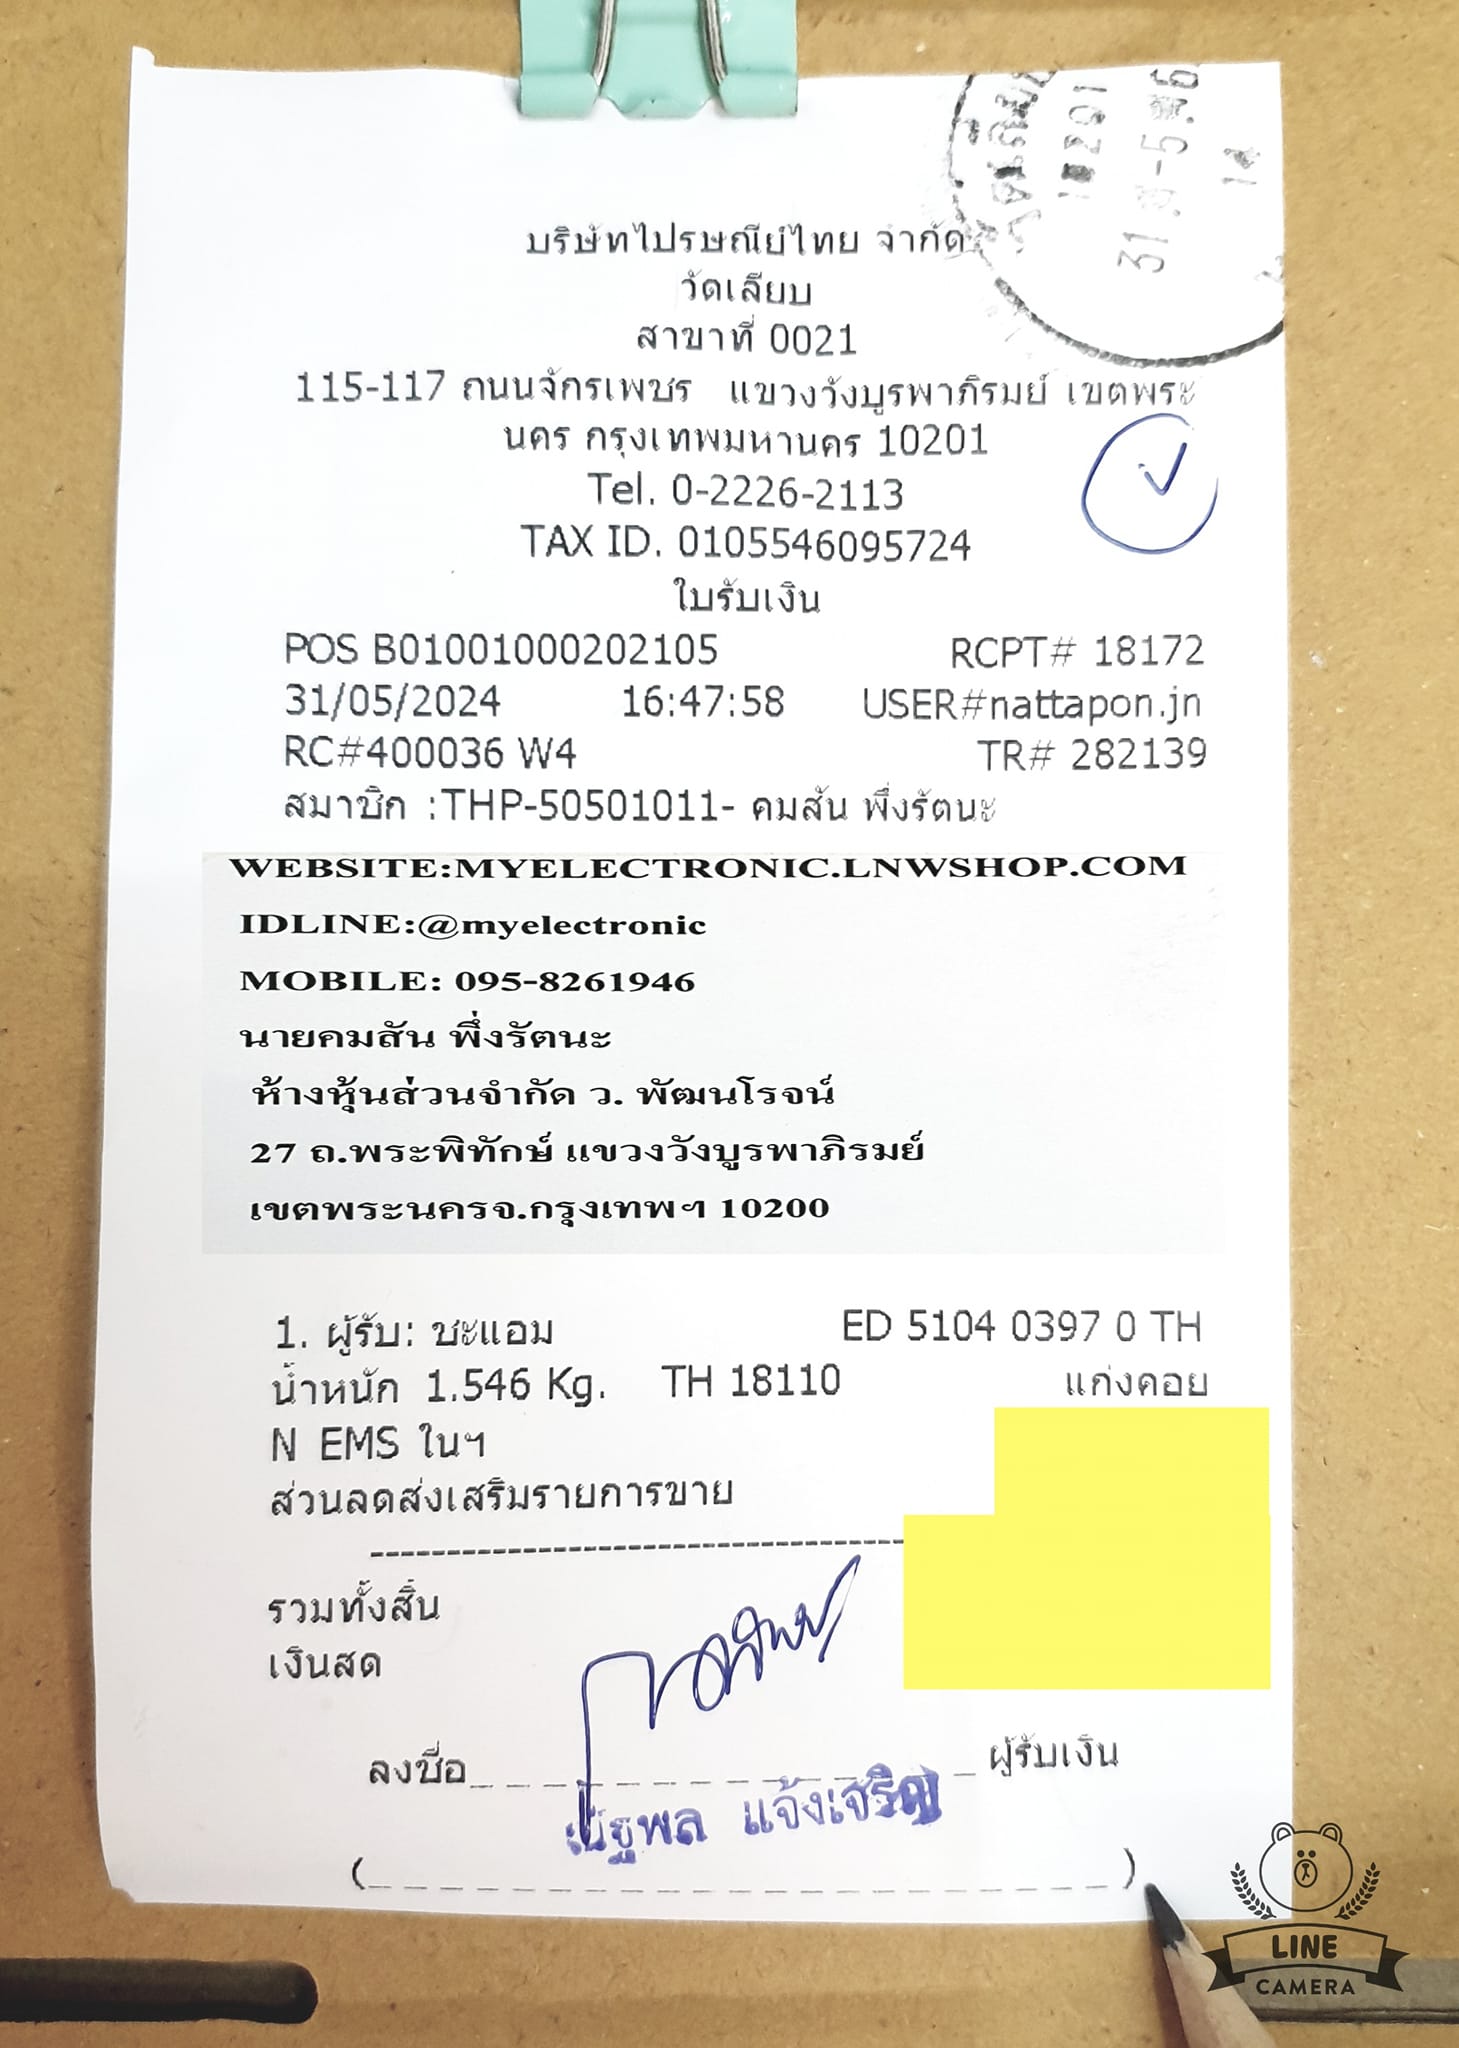 บริษัทไปรษณีย์ไทย จำกัด
วัดเลียบ
สาขาที่ 0021
115-117 ถนนจักรเพชร แขวงวังบูรพาภิรมย์ เขตพระ
นคร กรุงเทพมหานคร 10201
Tel. 0-2226-2113
TAX ID. 0105546095724
ใบรับเงิน
POS B01001000202105 RCPT# 18172
31/05/2024 16:47:58 USER#nattapon.jn
RC#400036 W4 TR# 282139
สมาชิก :THP-50501011- คมสัน พึ่งรัตนะ
WEBSITE:MYELECTRONIC.LNWSHOP.COM
IDLINE:@myelectronic
MOBILE: 095-8261946
นายคมสัน พึ่งรัตนะ
ห้างหุ้นส่วนจำกัด ว. พัฒนโรจน์
27 ถ.พระพิทักษ์ แขวงวังบูรพาภิรมย์
เขตพระนครจ.กรุงเทพฯ 10200
1. ผู้รับ: ชะแอม ED 5104 0397 0 TH
น้ำหนัก 1.546 Kg. TH 18110 แก่งคอย
N EMS ในฯ
ส่วนลดส่งเสริมรายการขาย
รวมทั้งสิ้น
เงินสด
ลงชื่อ ผู้รับเงิน
ณัฐพล แจ้งเจริญ
LINE
CAMERA